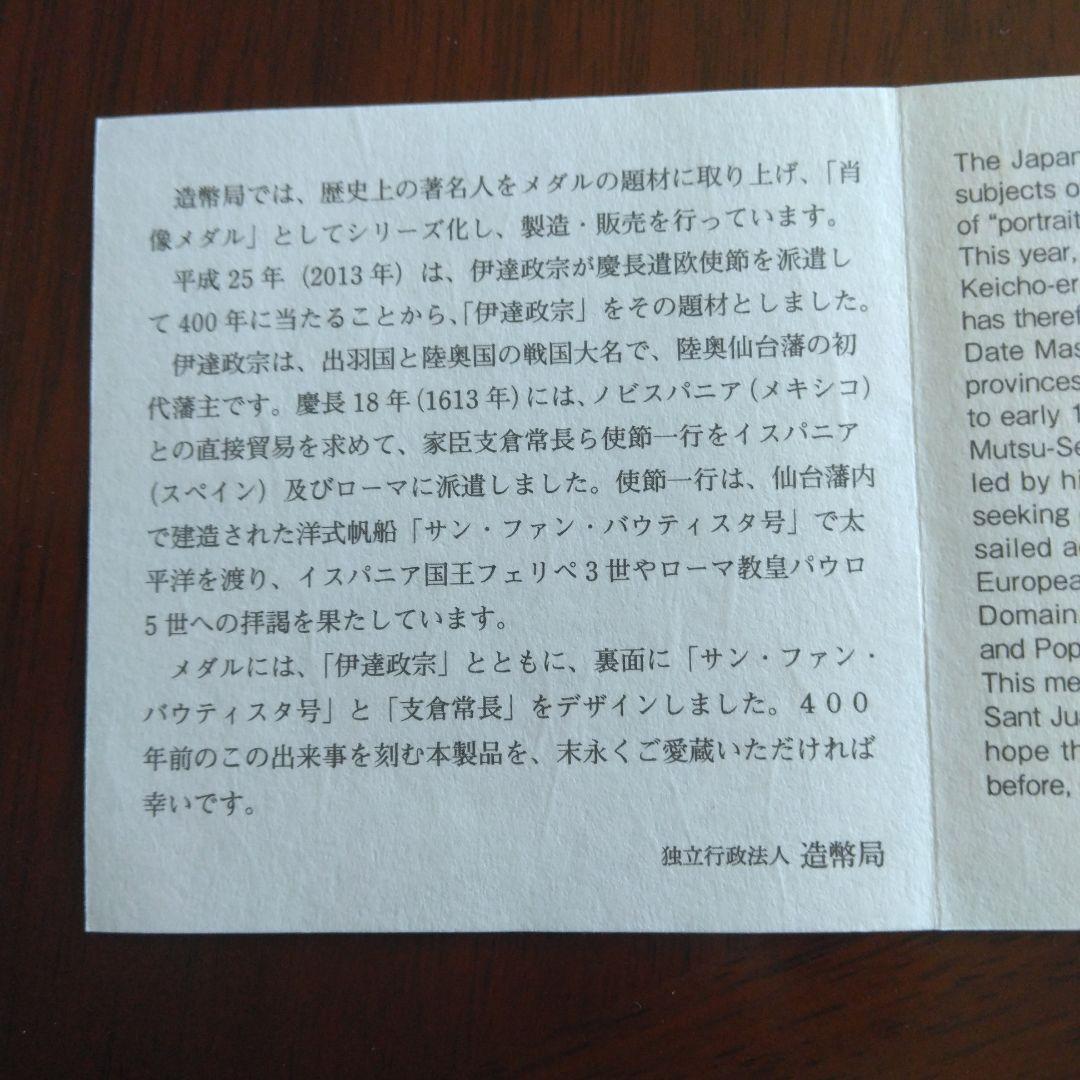 造幣局では、歴史上の著名人をメダルの題材に取り上げ、「肖
像メダル」としてシリーズ化し、製造・販売を行っています。
平成25年（2013年）は、伊達政宗が慶長遣欧使節を派遣し
て400年に当たることから、「伊達政宗」をその題材としました。
伊達政宗は、出羽国と陸奥国の戦国大名で、陸奥仙台藩の初
代藩主です。慶長18年(1613年)には、ノビスパニア(メキシコ)
との直接貿易を求めて、家臣支倉常長ら使節一行をイスパニア
(スペイン）及びローマに派遣しました。使節一行は、仙台藩内
で建造された洋式帆船「サン・ファン・バウティスタ号」で太
平洋を渡り、イスパニア国王フェリペ3世やローマ教皇パウロ
5世への拝謁を果たしています。
メダルには、「伊達政宗」とともに、裏面に「サン・ファン・
バウティスタ号」と「支倉常長」をデザインしました。４００
年前のこの出来事を刻む本製品を、末永くご愛蔵いただければ
幸いです。
独立行政法人 造幣局
The Japan
subjects o
of “portrait
This year,
Keicho-er
has theref
Date Mas
provinces
to early 1
Mutsu-Se
led by hi
seeking
sailed a
Europea
Domain.
and Pop
This me
Sant Ju
hope th
before,